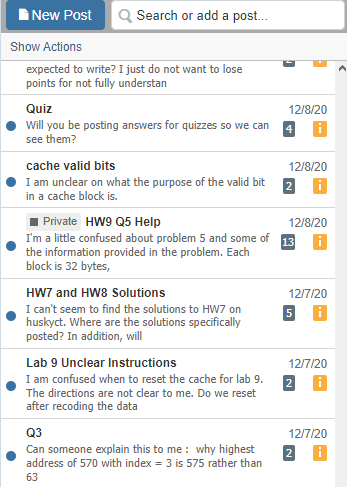 New Post Search or add a post...
Show Actions
expected to write? I just do not want to lose
points for not fully understan
Quiz 12/8/20
Will you be posting answers for quizzes so we can 4 i
see them?
cache valid bits 12/8/20
I am unclear on what the purpose of the valid bit 2 i
in a cache block is.
Private HW9 Q5 Help 12/8/20
I'm a little confused about problem 5 and some of 13 i
the information provided in the problem. Each
block is 32 bytes,
HW7 and HW8 Solutions 12/7/20
I can't seem to find the solutions to HW7 on 5 i
huskyct. Where are the solutions specifically
posted? In addition, will
Lab 9 Unclear Instructions 12/7/20
I am confused when to reset the cache for lab 9. 2 i
The directions are not clear to me. Do we reset
after recoding the data
Q3 12/7/20
Can someone explain this to me : why highest 2 i
address of 570 with index = 3 is 575 rather than
63